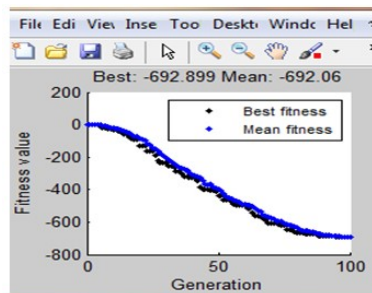 File Edi View Inse Too Deskto Windc Hel
Best: -692.899 Mean: -692.06
200
Best fitness
0
Mean fitness
-200
Fitness value
-400
-600
-800
0 50 100
Generation